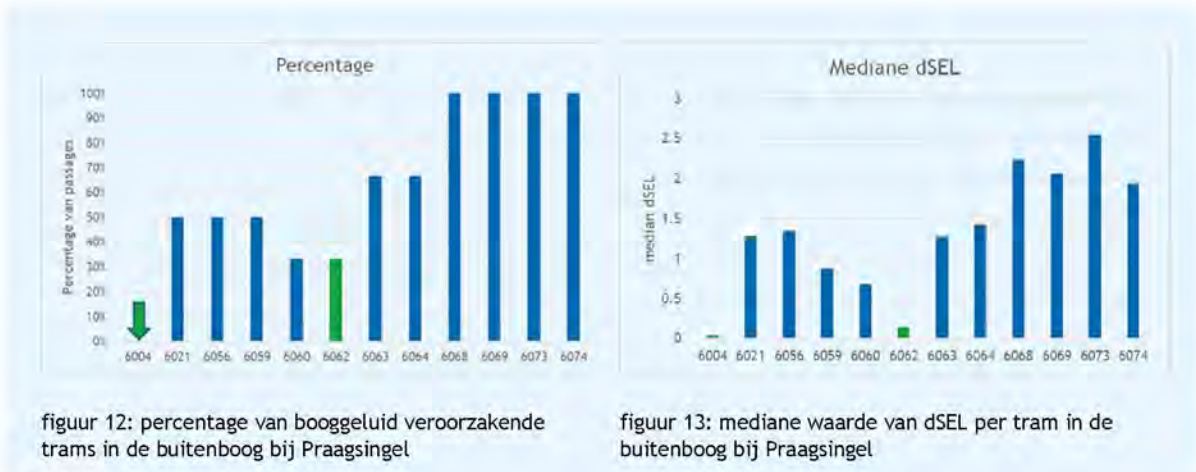 Percentage
Percentage van passages
100%
90%
80%
70%
60%
50%
40%
30%
20%
10%
0%
6004 6021 6056 6059 6060 6062 6063 6064 6068 6069 6073 6074
figuur 12: percentage van booggeluid veroorzakende
trams in de buitenboog bij Praagsingel
Mediane dSEL
median dSEL
3
2.5
2
1.5
1
0.5
0
6004 6021 6056 6059 6060 6062 6063 6064 6068 6069 6073 6074
figuur 13: mediane waarde van dSEL per tram in de
buitenboog bij Praagsingel